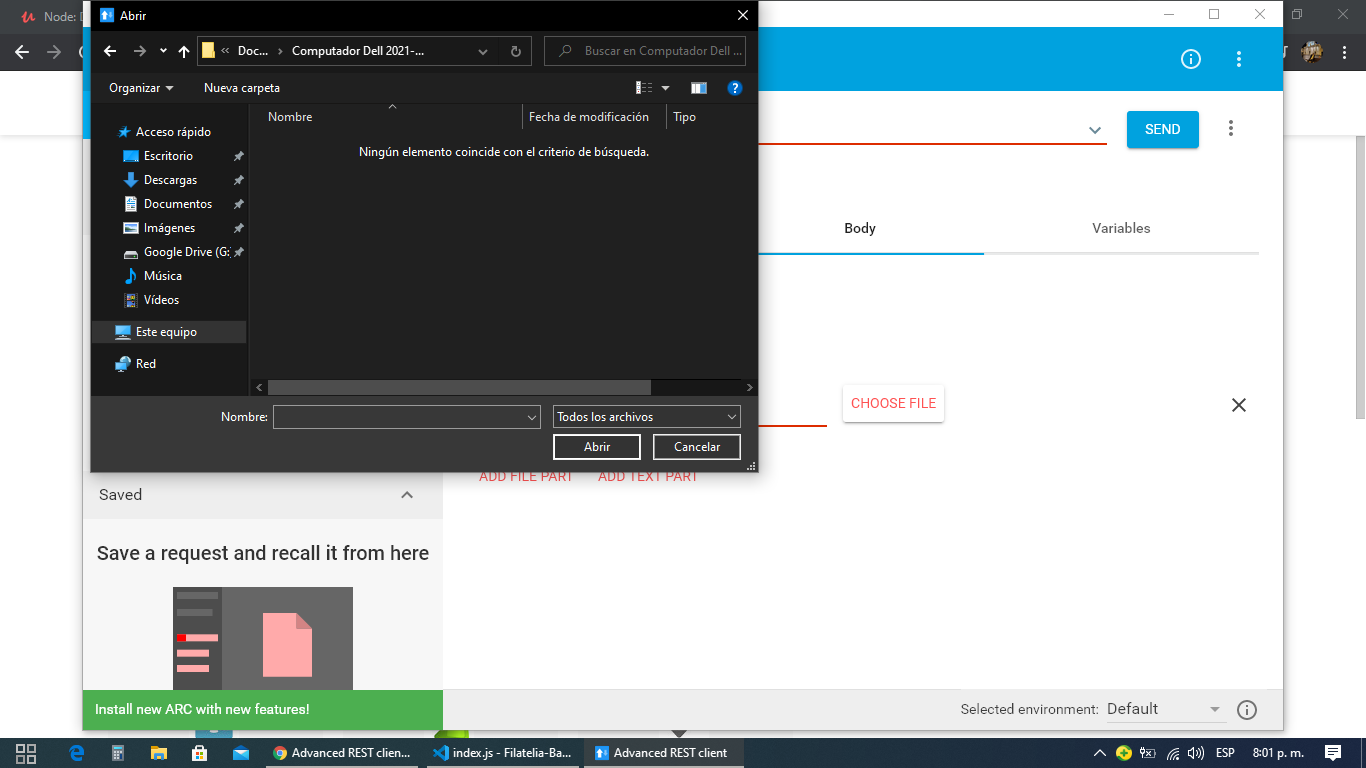 Node: D
Abrir
Doc...
Computador Dell 2021-...
Buscar en Computador Dell ...
Organizar
Nueva carpeta
Nombre
Fecha de modificación
Tipo
Ningún elemento coincide con el criterio de búsqueda.
Acceso rápido
Escritorio
Descargas
Documentos
Imágenes
Google Drive (G:)
Música
Vídeos
Este equipo
Red
Nombre:
Todos los archivos
Abrir
Cancelar
SEND
Body
Variables
CHOOSE FILE
ADD FILE PART
ADD TEXT PART
Saved
Save a request and recall it from here
Install new ARC with new features!
Selected environment:
Default
Advanced REST clien...
index.js - Filatelia-Ba...
Advanced REST client
ESP
8:01 p. m.